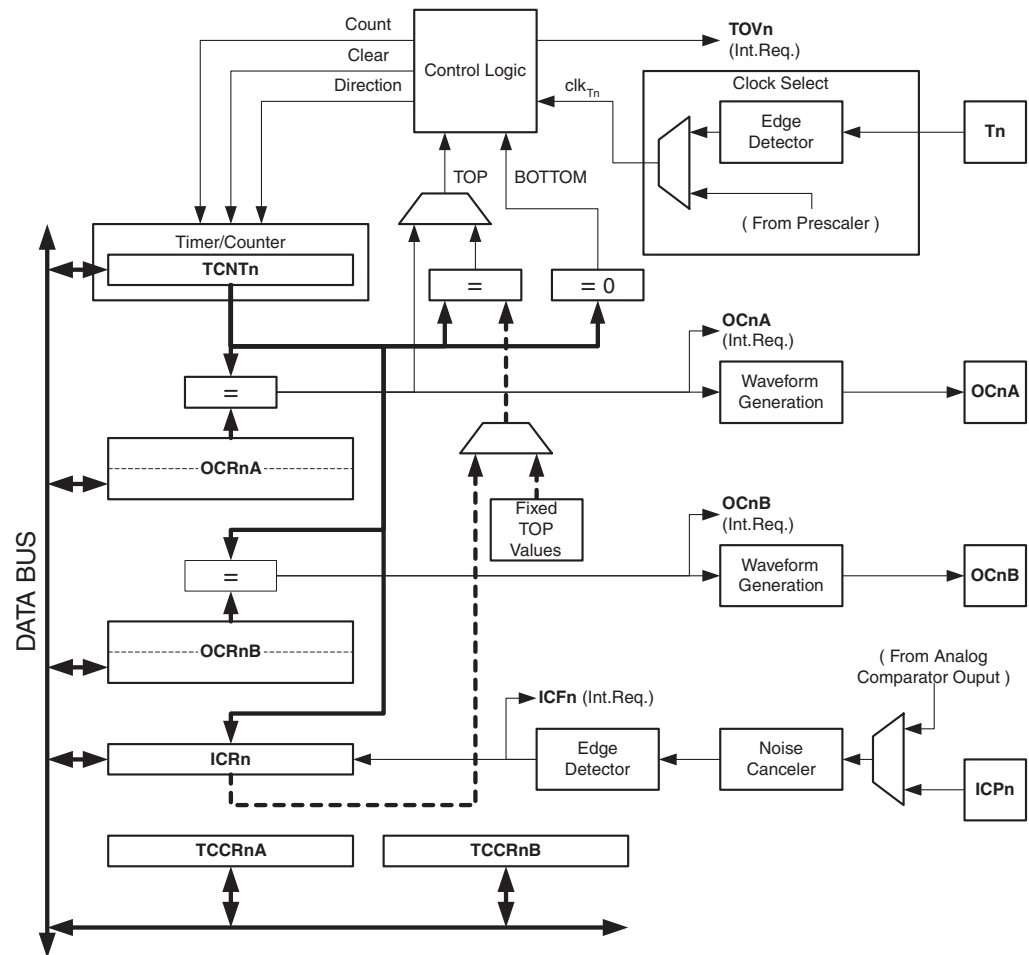 Count
Clear
Direction
Control Logic
TOVn
(Int.Req.)
clkTn
Clock Select
Edge
Detector
Tn
( From Prescaler )
TOP
BOTTOM
Timer/Counter
TCNTn
=
= 0
OCnA
(Int.Req.)
=
Waveform
Generation
OCnA
OCRnA
Fixed
TOP
Values
OCnB
(Int.Req.)
=
Waveform
Generation
OCnB
DATA BUS
OCRnB
( From Analog
Comparator Ouput )
ICFn (Int.Req.)
ICRn
Edge
Detector
Noise
Canceler
ICPn
TCCRnA
TCCRnB